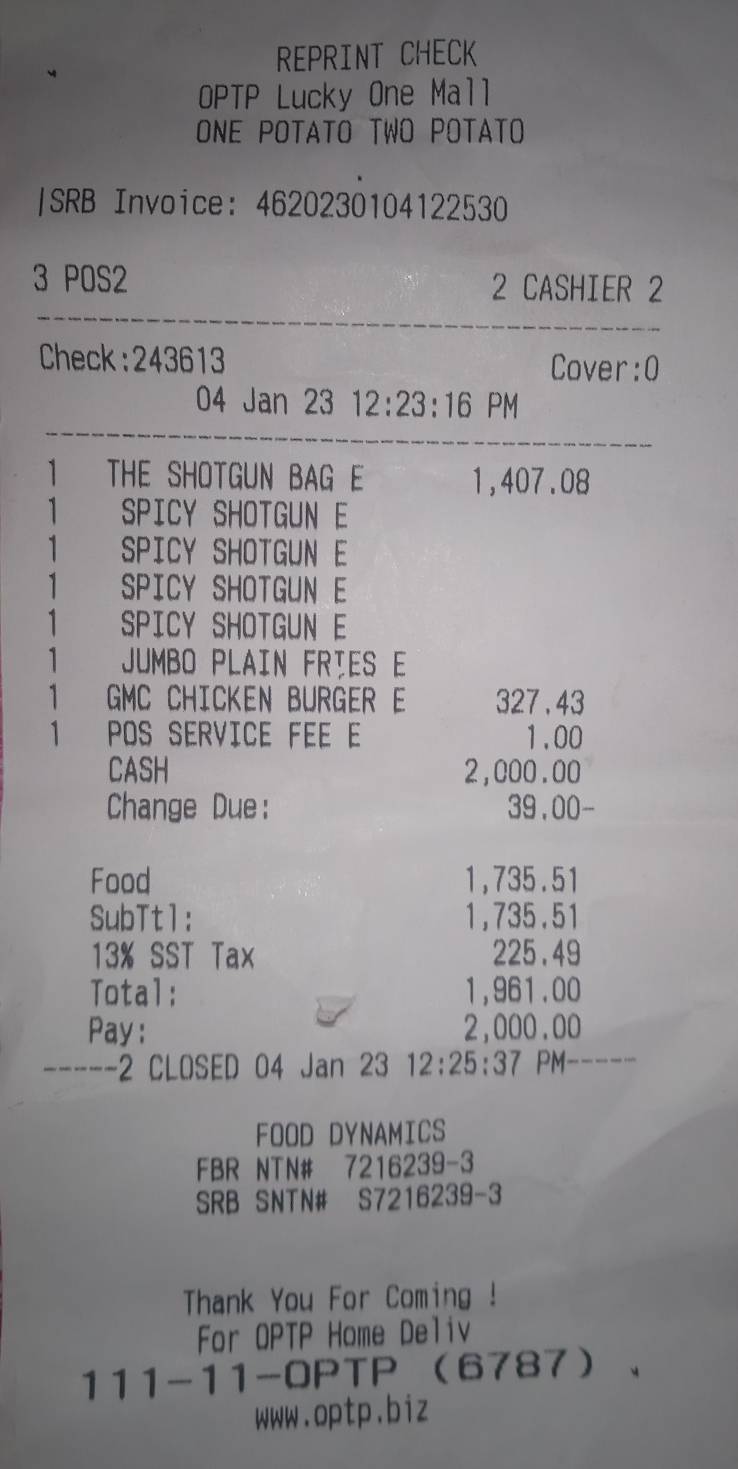 REPRINT CHECK
OPTP Lucky One Mall
ONE POTATO TWO POTATO
|SRB Invoice: 4620230104122530
3 POS2 2 CASHIER 2
Check:243613 Cover:0
04 Jan 23 12:23:16 PM
1 THE SHOTGUN BAG E 1,407.08
1 SPICY SHOTGUN E
1 SPICY SHOTGUN E
1 SPICY SHOTGUN E
1 SPICY SHOTGUN E
1 JUMBO PLAIN FRIES E
1 GMC CHICKEN BURGER E 327.43
1 POS SERVICE FEE E 1.00
CASH 2,000.00
Change Due: 39.00-
Food 1,735.51
SubTtl: 1,735.51
13% SST Tax 225.49
Total: 1,961.00
Pay: 2,000.00
-----2 CLOSED 04 Jan 23 12:25:37 PM-----
FOOD DYNAMICS
FBR NTN# 7216239-3
SRB SNTN# S7216239-3
Thank You For Coming !
For OPTP Home Deliv
111-11-OPTP (6787)
www.optp.biz